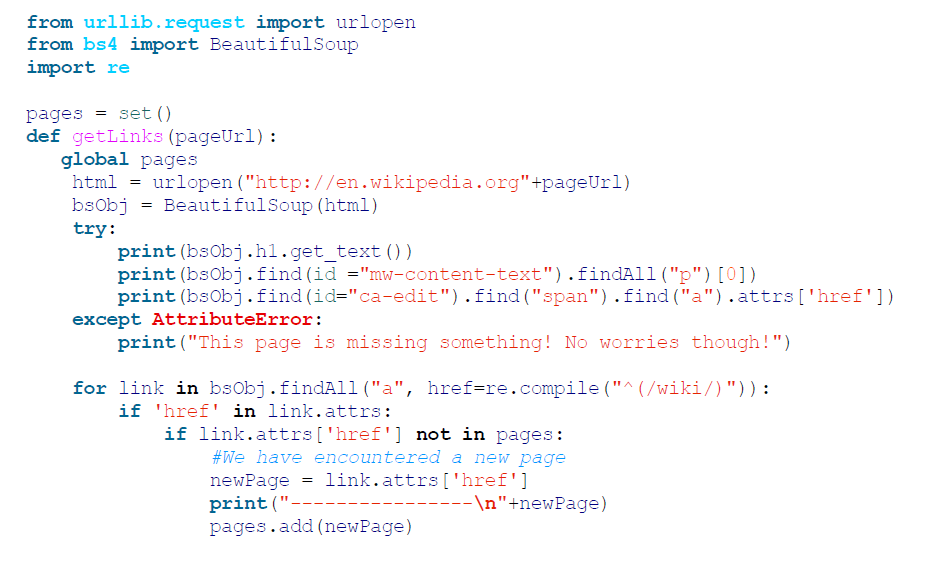 from urllib.request import urlopen
from bs4 import BeautifulSoup
import re

pages = set()
def getLinks(pageUrl):
   global pages
    html = urlopen("http://en.wikipedia.org"+pageUrl)
    bsObj = BeautifulSoup(html)
    try:
        print(bsObj.h1.get_text())
        print(bsObj.find(id ="mw-content-text").findAll("p")[0])
        print(bsObj.find(id="ca-edit").find("span").find("a").attrs['href'])
    except AttributeError:
        print("This page is missing something! No worries though!")

    for link in bsObj.findAll("a", href=re.compile("^(/wiki/)")):
        if 'href' in link.attrs:
            if link.attrs['href'] not in pages:
                #We have encountered a new page
                newPage = link.attrs['href']
                print("----------------\n"+newPage)
                pages.add(newPage)